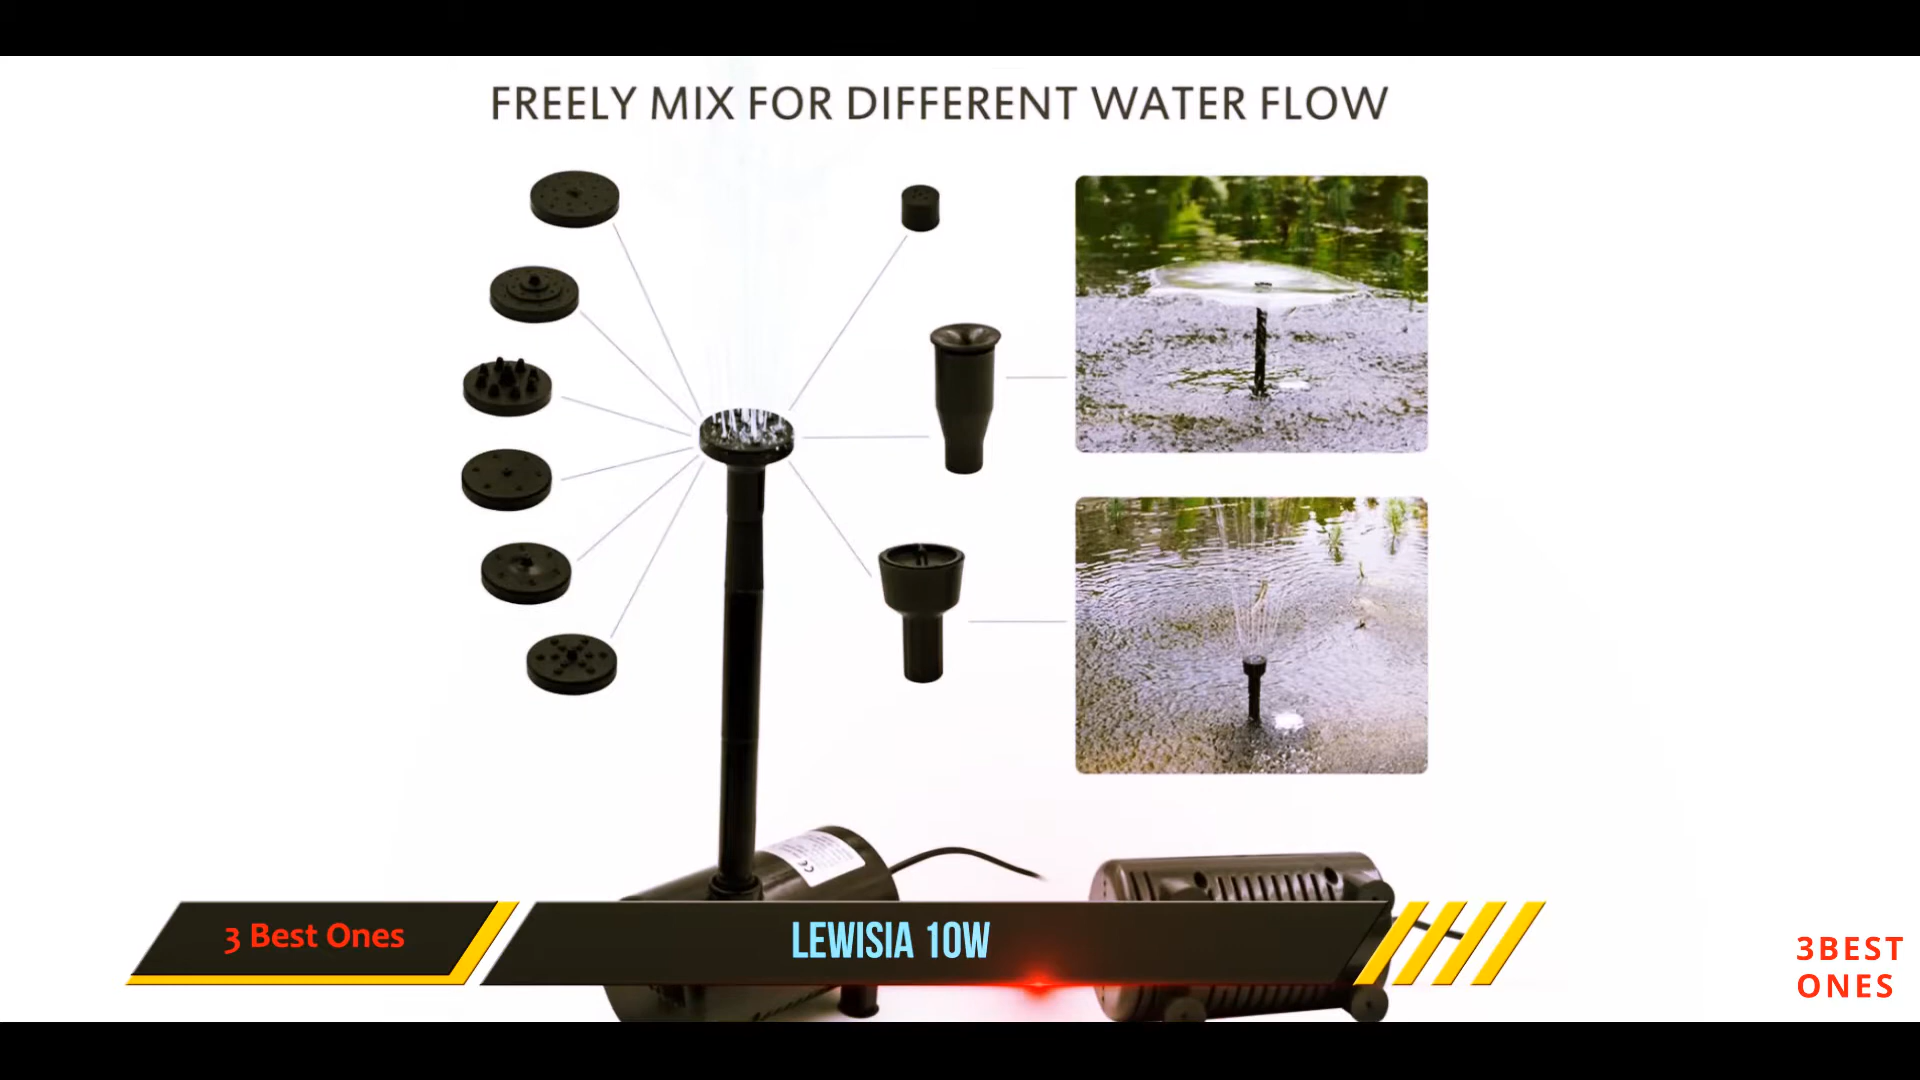 FREELY MIX FOR DIFFERENT WATER FLOW
3 Best Ones
LEWISIA 10W
3BEST
ONES